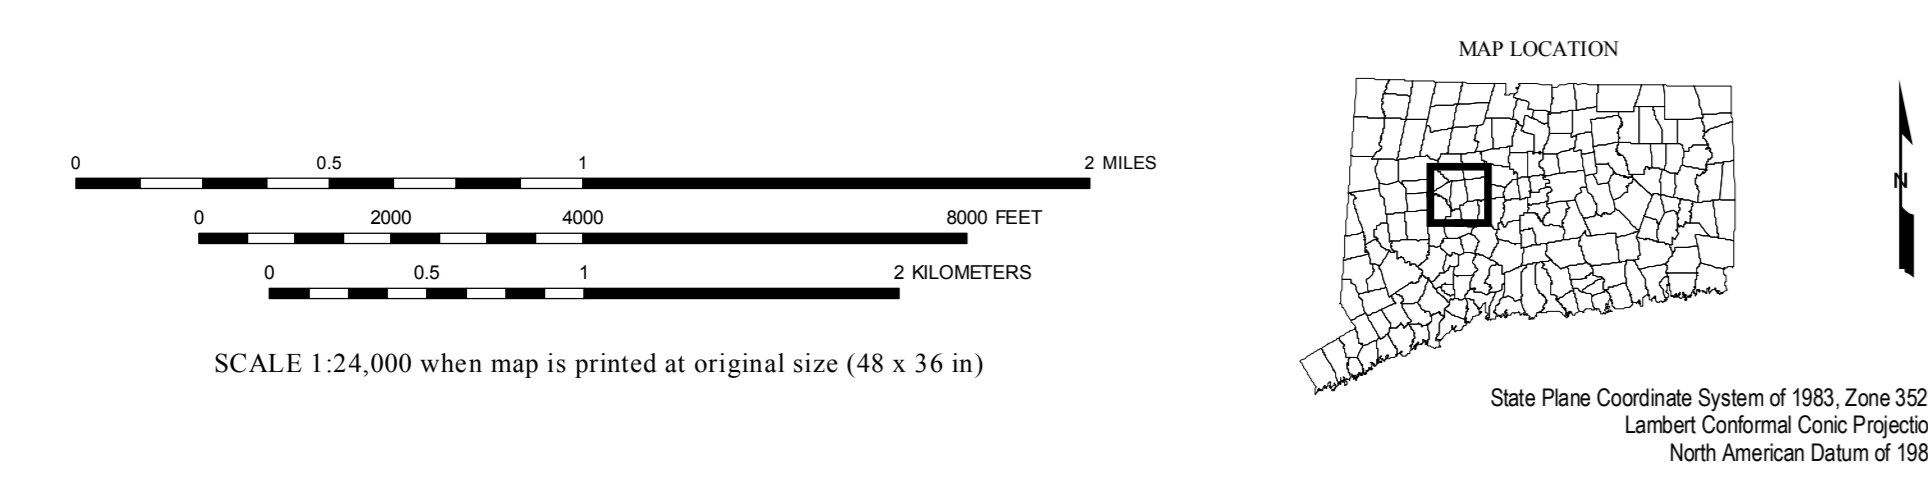 0 0.5 1 2 MILES
0 2000 4000 8000 FEET
0 0.5 1 2 KILOMETERS
SCALE 1:24,000 when map is printed at original size (48 x 36 in)
MAP LOCATION
N
State Plane Coordinate System of 1983, Zone 352
Lambert Conformal Conic Projectio
North American Datum of 198